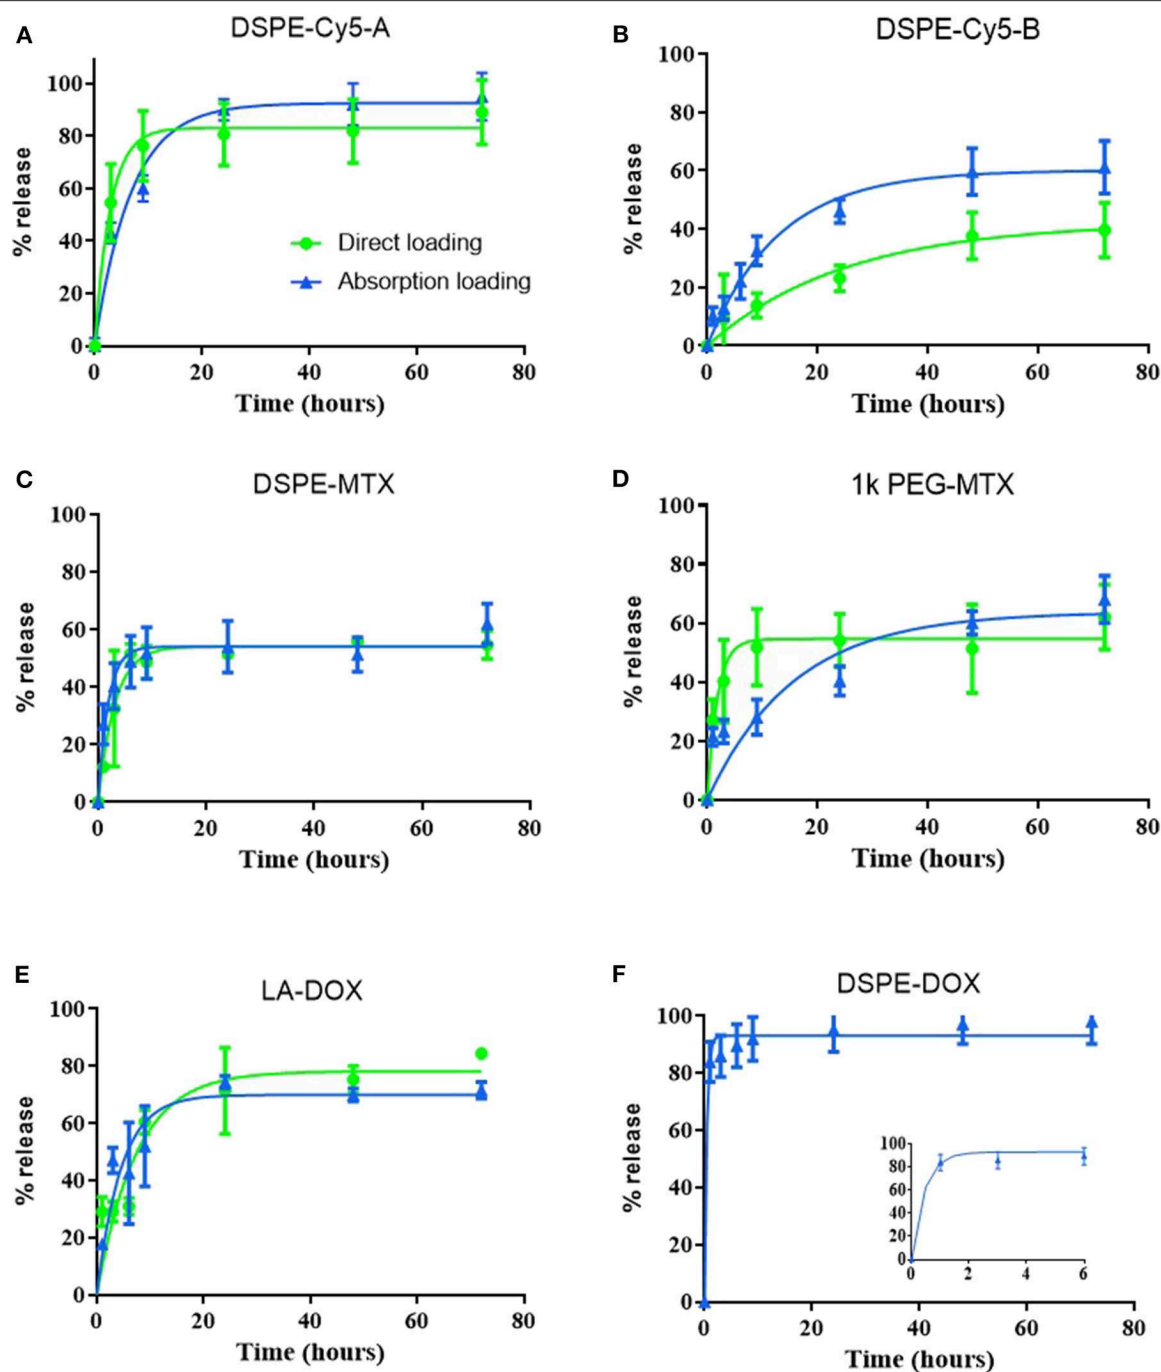 A
DSPE-Cy5-A
% release
100
80
60
40
20
0
Direct loading
Absorption loading
0 20 40 60 80
Time (hours)
B
DSPE-Cy5-B
% release
100
80
60
40
20
0
0 20 40 60 80
Time (hours)
C
DSPE-MTX
% release
100
80
60
40
20
0
0 20 40 60 80
Time (hours)
D
1k PEG-MTX
% release
100
80
60
40
20
0
0 20 40 60 80
Time (hours)
E
LA-DOX
% release
100
80
60
40
20
0
0 20 40 60 80
Time (hours)
F
DSPE-DOX
% release
100
80
60
40
20
0
100
80
60
40
20
0
0 2 4 6
0 20 40 60 80
Time (hours)